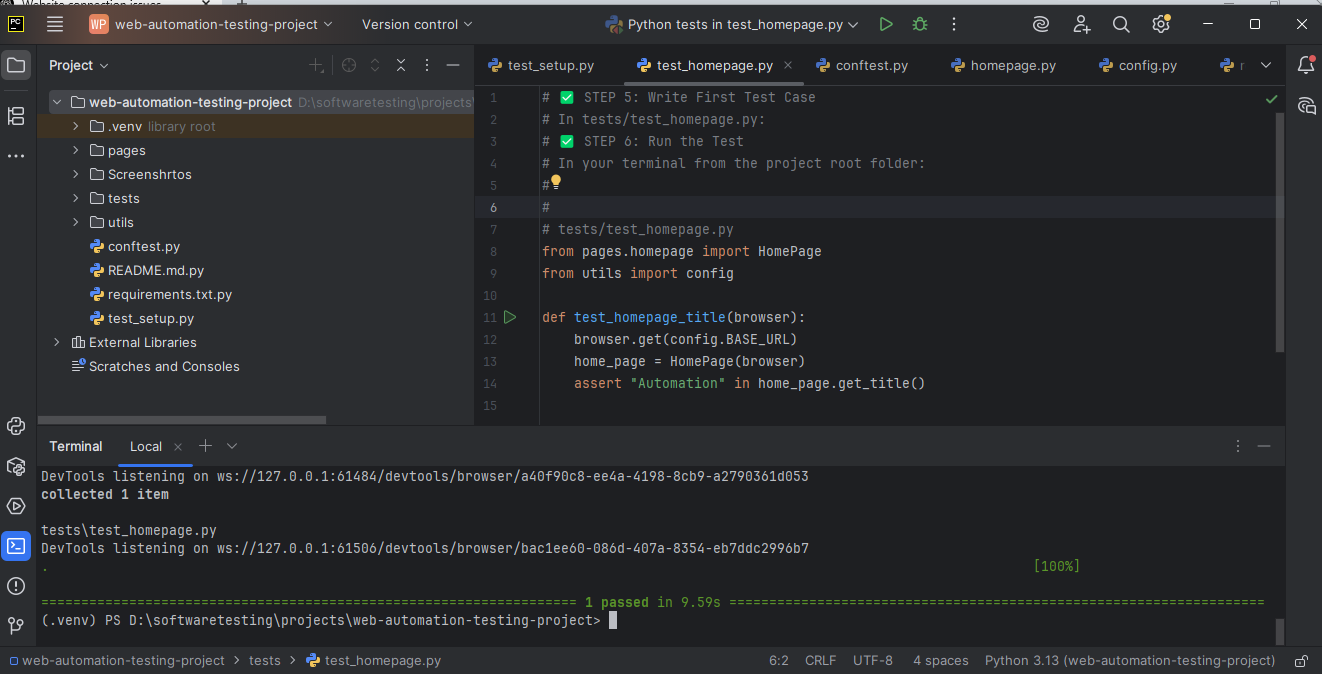 Website connection issues
PC
WP web-automation-testing-project Version control Python tests in test_homepage.py
Project
test_setup.py test_homepage.py conftest.py homepage.py config.py
web-automation-testing-project D:\softwaretesting\projects
.venv library root
pages
Screenshrtos
tests
utils
conftest.py
README.md.py
requirements.txt.py
test_setup.py
External Libraries
Scratches and Consoles
1 # ✅ STEP 5: Write First Test Case
2 # In tests/test_homepage.py:
3 # ✅ STEP 6: Run the Test
4 # In your terminal from the project root folder:
5 #
6 #
7 # tests/test_homepage.py
8 from pages.homepage import HomePage
9 from utils import config
10
11 def test_homepage_title(browser):
12     browser.get(config.BASE_URL)
13     home_page = HomePage(browser)
14     assert "Automation" in home_page.get_title()
15
Terminal Local
DevTools listening on ws://127.0.0.1:61484/devtools/browser/a40f90c8-ee4a-4198-8cb9-a2790361d053
collected 1 item
tests\test_homepage.py
DevTools listening on ws://127.0.0.1:61506/devtools/browser/bac1ee60-086d-407a-8354-eb7ddc2996b7
. [100%]
=================================================================== 1 passed in 9.59s ===================================================================
(.venv) PS D:\softwaretesting\projects\web-automation-testing-project>
web-automation-testing-project > tests > test_homepage.py 6:2 CRLF UTF-8 4 spaces Python 3.13 (web-automation-testing-project)